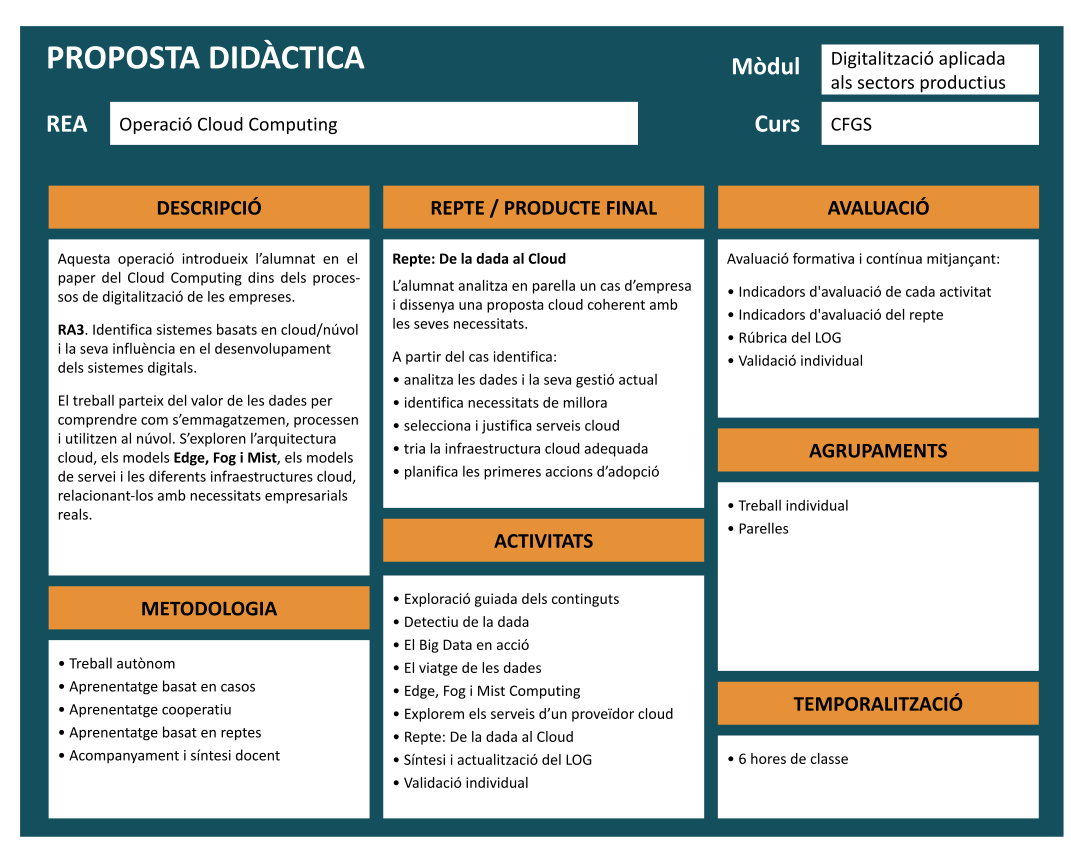 PROPOSTA DIDÀCTICA
Mòdul
Digitalització aplicada
als sectors productius
REA
Operació Cloud Computing
Curs
CFGS
DESCRIPCIÓ
Aquesta operació introdueix l’alumnat en el
paper del Cloud Computing dins dels proces-
sos de digitalització de les empreses.
RA3. Identifica sistemes basats en cloud/núvol
i la seva influència en el desenvolupament
dels sistemes digitals.
El treball parteix del valor de les dades per
comprendre com s’emmagatzemen, processen
i utilitzen al núvol. S’exploren l’arquitectura
cloud, els models Edge, Fog i Mist, els models
de servei i les diferents infraestructures cloud,
relacionant-los amb necessitats empresarials
reals.
METODOLOGIA
• Treball autònom
• Aprenentatge basat en casos
• Aprenentatge cooperatiu
• Aprenentatge basat en reptes
• Acompanyament i síntesi docent
REPTE / PRODUCTE FINAL
Repte: De la dada al Cloud
L’alumnat analitza en parella un cas d’empresa
i dissenya una proposta cloud coherent amb
les seves necessitats.
A partir del cas identifica:
• analitza les dades i la seva gestió actual
• identifica necessitats de millora
• selecciona i justifica serveis cloud
• tria la infraestructura cloud adequada
• planifica les primeres accions d’adopció
ACTIVITATS
• Exploració guiada dels continguts
• Detectiu de la dada
• El Big Data en acció
• El viatge de les dades
• Edge, Fog i Mist Computing
• Explorem els serveis d’un proveïdor cloud
• Repte: De la dada al Cloud
• Síntesi i actualització del LOG
• Validació individual
AVALUACIÓ
Avaluació formativa i contínua mitjançant:
• Indicadors d'avaluació de cada activitat
• Indicadors d'avaluació del repte
• Rúbrica del LOG
• Validació individual
AGRUPAMENTS
• Treball individual
• Parelles
TEMPORALITZACIÓ
• 6 hores de classe